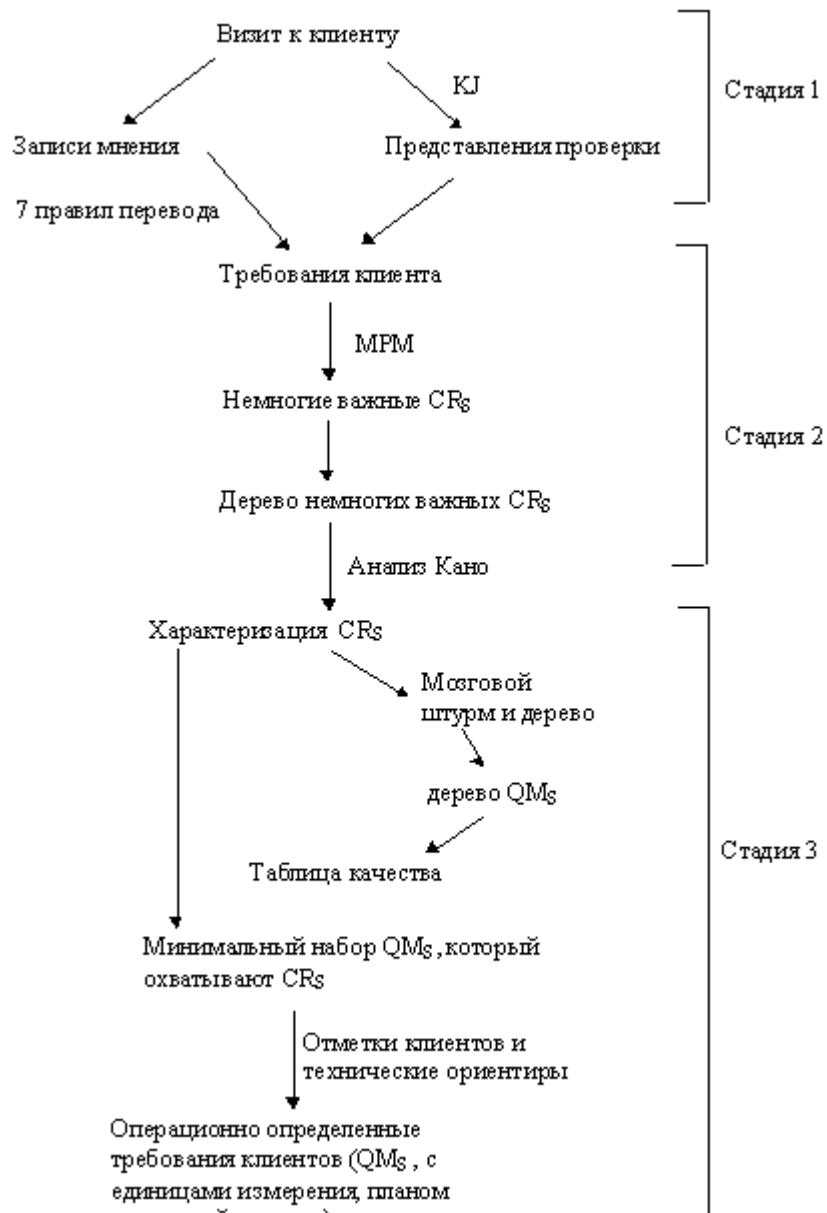 Визит к клиенту
KJ
Стадия 1
Записи мнения
Представления проверки
7 правил перевода
Требования клиента
МРМ
Немногие важные CRS
Стадия 2
Дерево немногих важных CRS
Анализ Кано
Характеризация CRS
Мозговой
штурм и дерево
дерево QMS
Таблица качества
Стадия 3
Минимальный набор QMS, который
охватывают CRS
Отметки клиентов и
технические ориентиры
Операционно определенные
требования клиентов (QMS , с
единицами измерения, планом